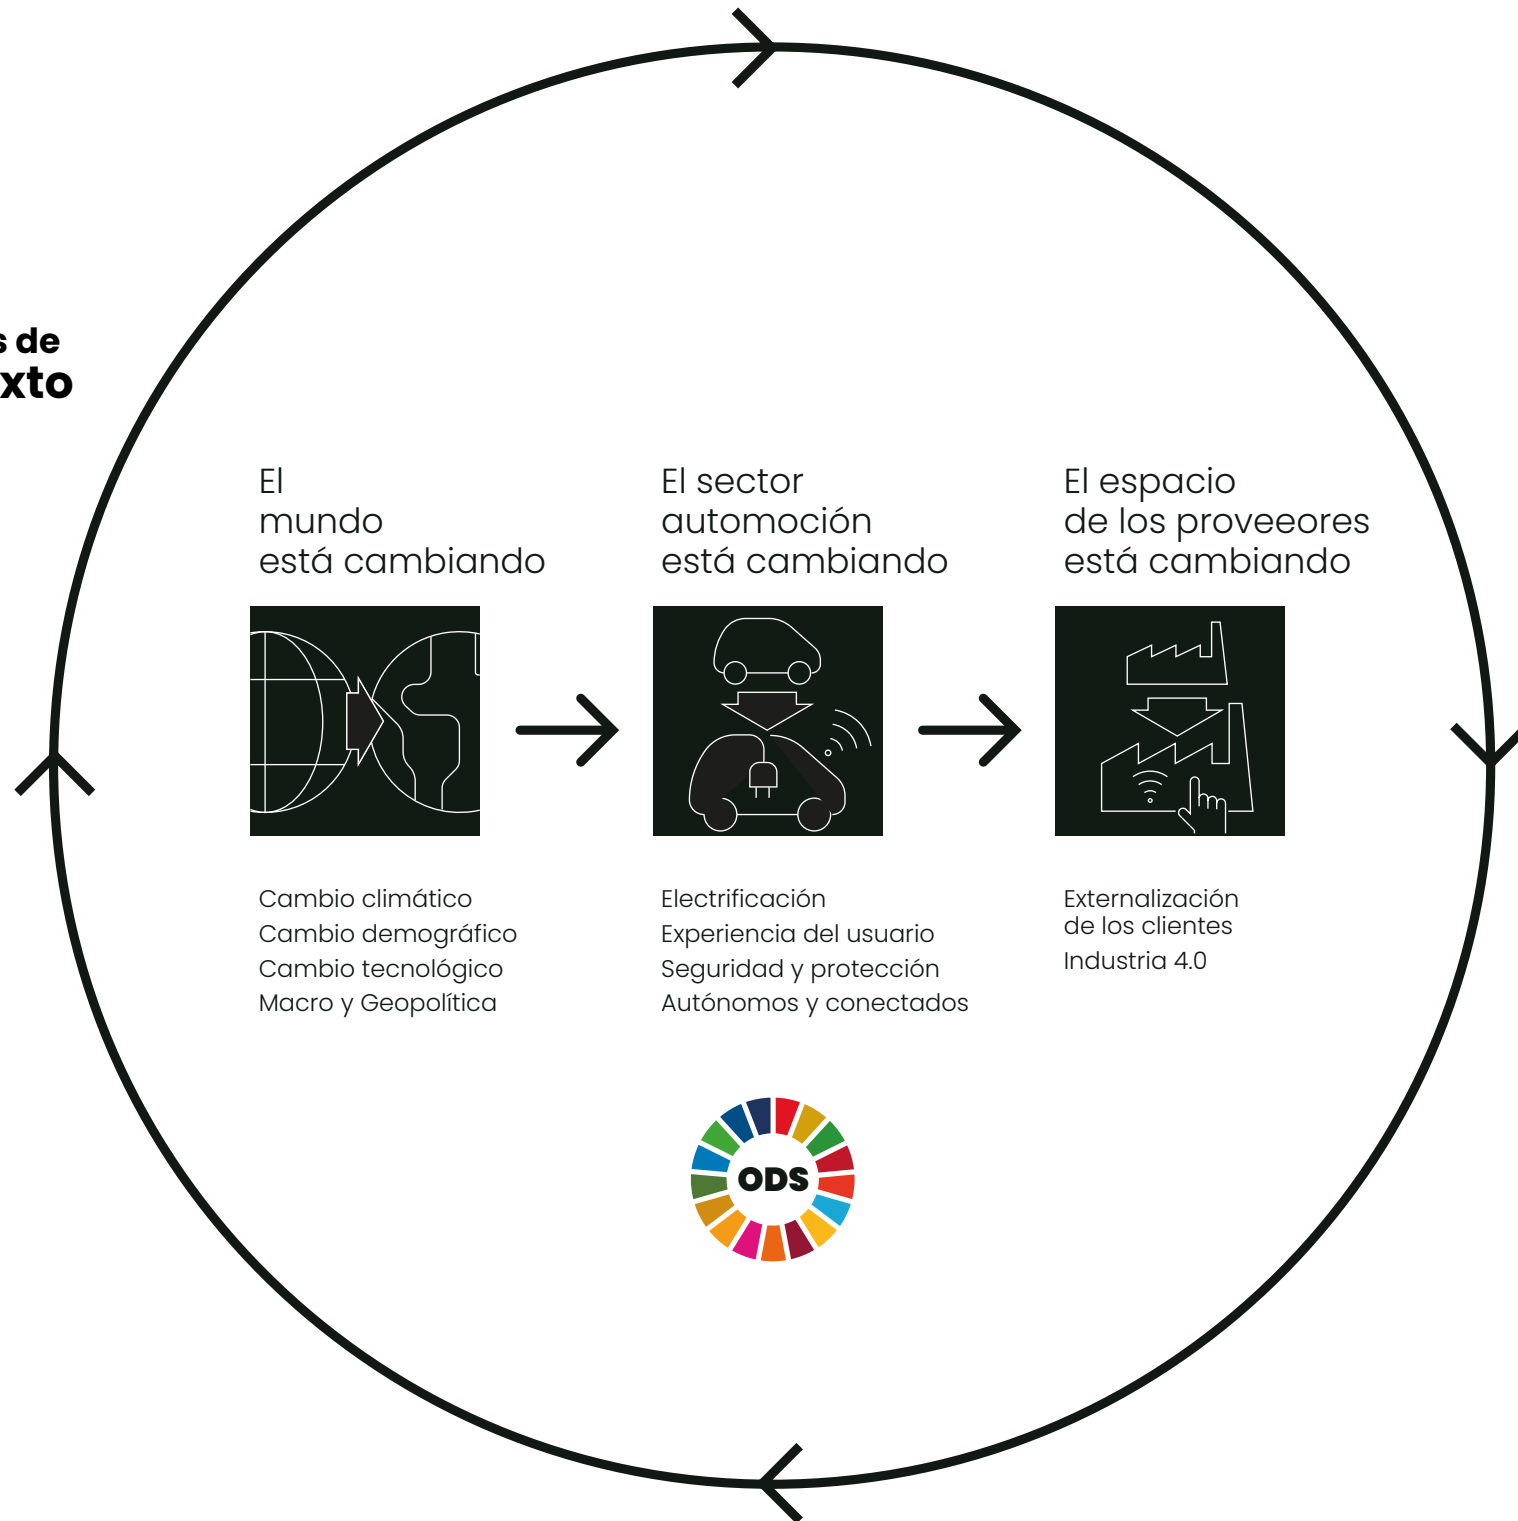 s de
xto
El
mundo
está cambiando
El sector
automoción
está cambiando
El espacio
de los proveeores
está cambiando
Cambio climático
Cambio demográfico
Cambio tecnológico
Macro y Geopolítica
Electrificación
Experiencia del usuario
Seguridad y protección
Autónomos y conectados
Externalización
de los clientes
Industria 4.0
ODS